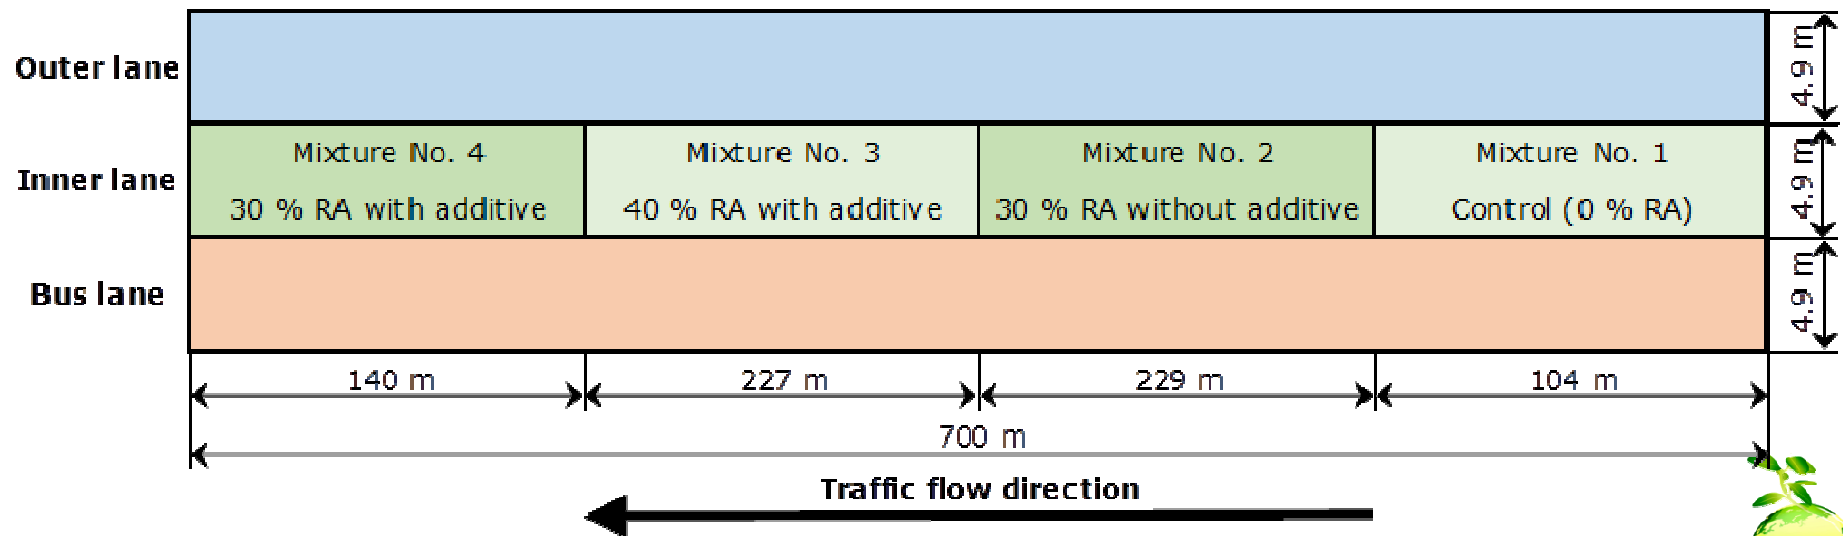 Outer lane
4.9 m
Inner lane
Mixture No. 4
30 % RA with additive
Mixture No. 3
40 % RA with additive
Mixture No. 2
30 % RA without additive
Mixture No. 1
Control (0 % RA)
4.9 m
Bus lane
4.9 m
140 m
227 m
229 m
104 m
700 m
Traffic flow direction